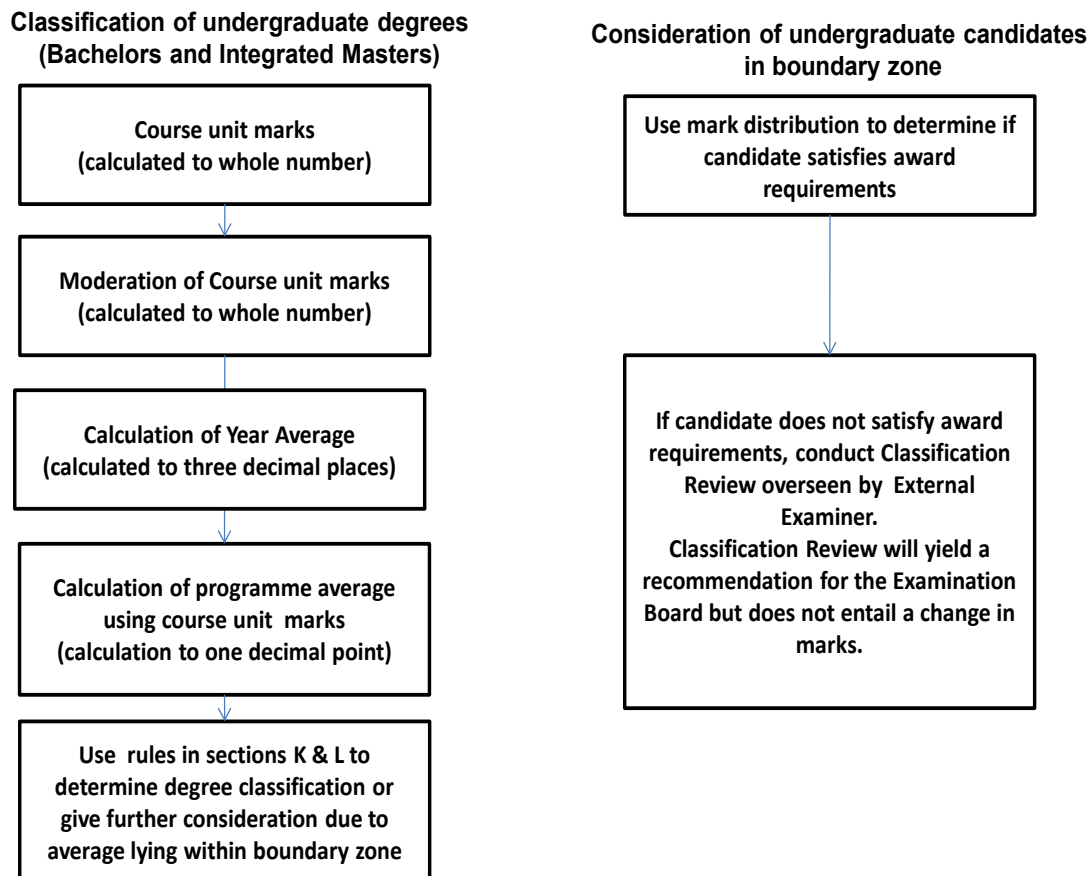 Classification of undergraduate degrees
(Bachelors and Integrated Masters)
Course unit marks
(calculated to whole number)
Moderation of Course unit marks
(calculated to whole number)
Calculation of Year Average
(calculated to three decimal places)
Calculation of programme average
using course unit marks
(calculation to one decimal point)
Use rules in sections K & L to
determine degree classification or
give further consideration due to
average lying within boundary zone
Consideration of undergraduate candidates
in boundary zone
Use mark distribution to determine if
candidate satisfies award
requirements
If candidate does not satisfy award
requirements, conduct Classification
Review overseen by External
Examiner.
Classification Review will yield a
recommendation for the Examination
Board but does not entail a change in
marks.